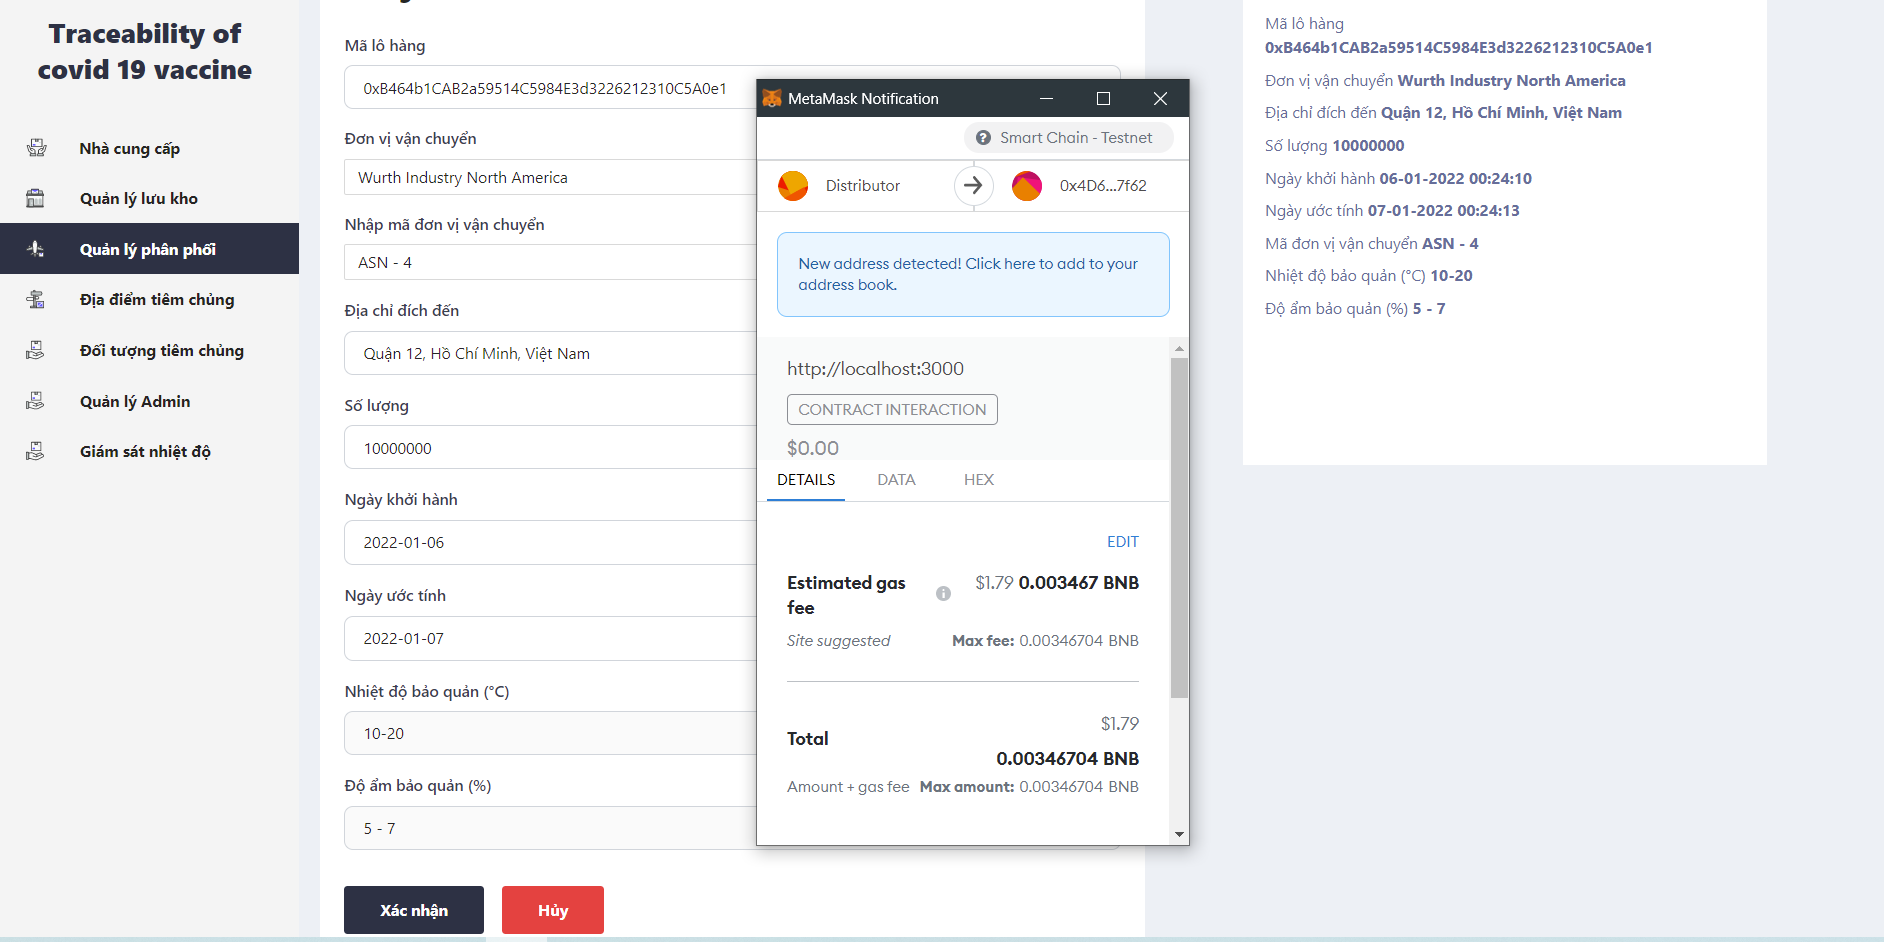 Traceability of
covid 19 vaccine
Nhà cung cấp
Quản lý lưu kho
Quản lý phân phối
Địa điểm tiêm chủng
Đối tượng tiêm chủng
Quản lý Admin
Giám sát nhiệt độ
Mã lô hàng
0xB464b1CAB2a59514C5984E3d3226212310C5A0e1
Đơn vị vận chuyển
Wurth Industry North America
Nhập mã đơn vị vận chuyển
ASN - 4
Địa chỉ đích đến
Quận 12, Hồ Chí Minh, Việt Nam
Số lượng
10000000
Ngày khởi hành
2022-01-06
Ngày ước tính
2022-01-07
Nhiệt độ bảo quản (°C)
10-20
Độ ẩm bảo quản (%)
5 - 7
Xác nhận
Hủy
MetaMask Notification
Smart Chain - Testnet
Distributor
0x4D6...7f62
New address detected! Click here to add to your
address book.
http://localhost:3000
CONTRACT INTERACTION
$0.00
DETAILS
DATA
HEX
EDIT
Estimated gas
fee
$1.79 0.003467 BNB
Site suggested
Max fee: 0.00346704 BNB
$1.79
Total
0.00346704 BNB
Amount + gas fee
Max amount: 0.00346704 BNB
Mã lô hàng
0xB464b1CAB2a59514C5984E3d3226212310C5A0e1
Đơn vị vận chuyển Wurth Industry North America
Địa chỉ đích đến Quận 12, Hồ Chí Minh, Việt Nam
Số lượng 10000000
Ngày khởi hành 06-01-2022 00:24:10
Ngày ước tính 07-01-2022 00:24:13
Mã đơn vị vận chuyển ASN - 4
Nhiệt độ bảo quản (°C) 10-20
Độ ẩm bảo quản (%) 5 - 7